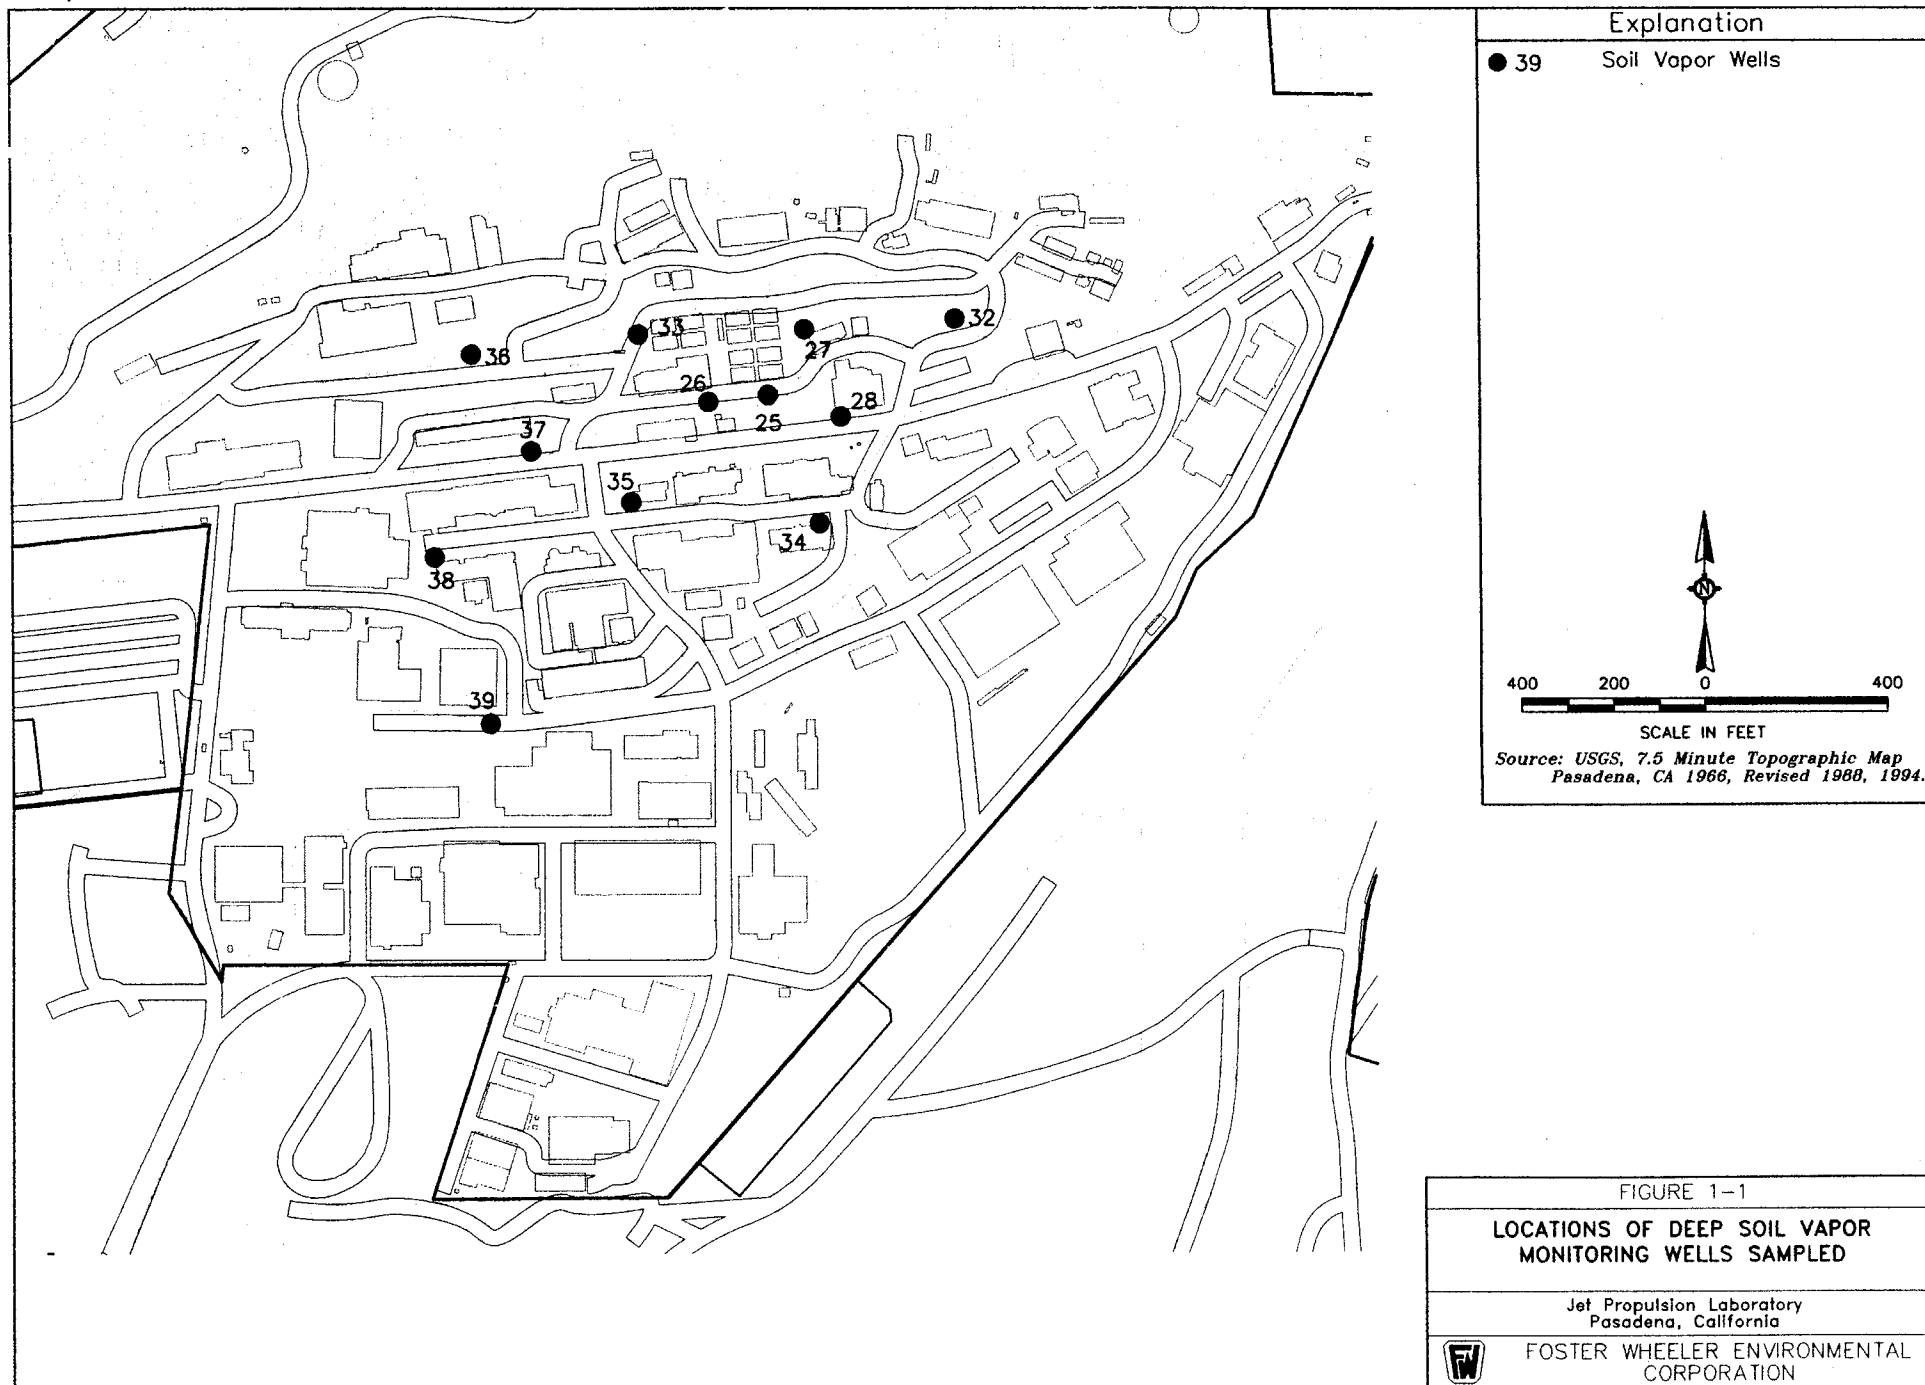 Explanation
39 Soil Vapor Wells
32
33
27
36
26
25
28
37
35
34
38
39
N
400 200 0 400
SCALE IN FEET
Source: USGS, 7.5 Minute Topographic Map
Pasadena, CA 1966, Revised 1988, 1994.
FIGURE 1-1
LOCATIONS OF DEEP SOIL VAPOR
MONITORING WELLS SAMPLED
Jet Propulsion Laboratory
Pasadena, California
FW
FOSTER WHEELER ENVIRONMENTAL
CORPORATION